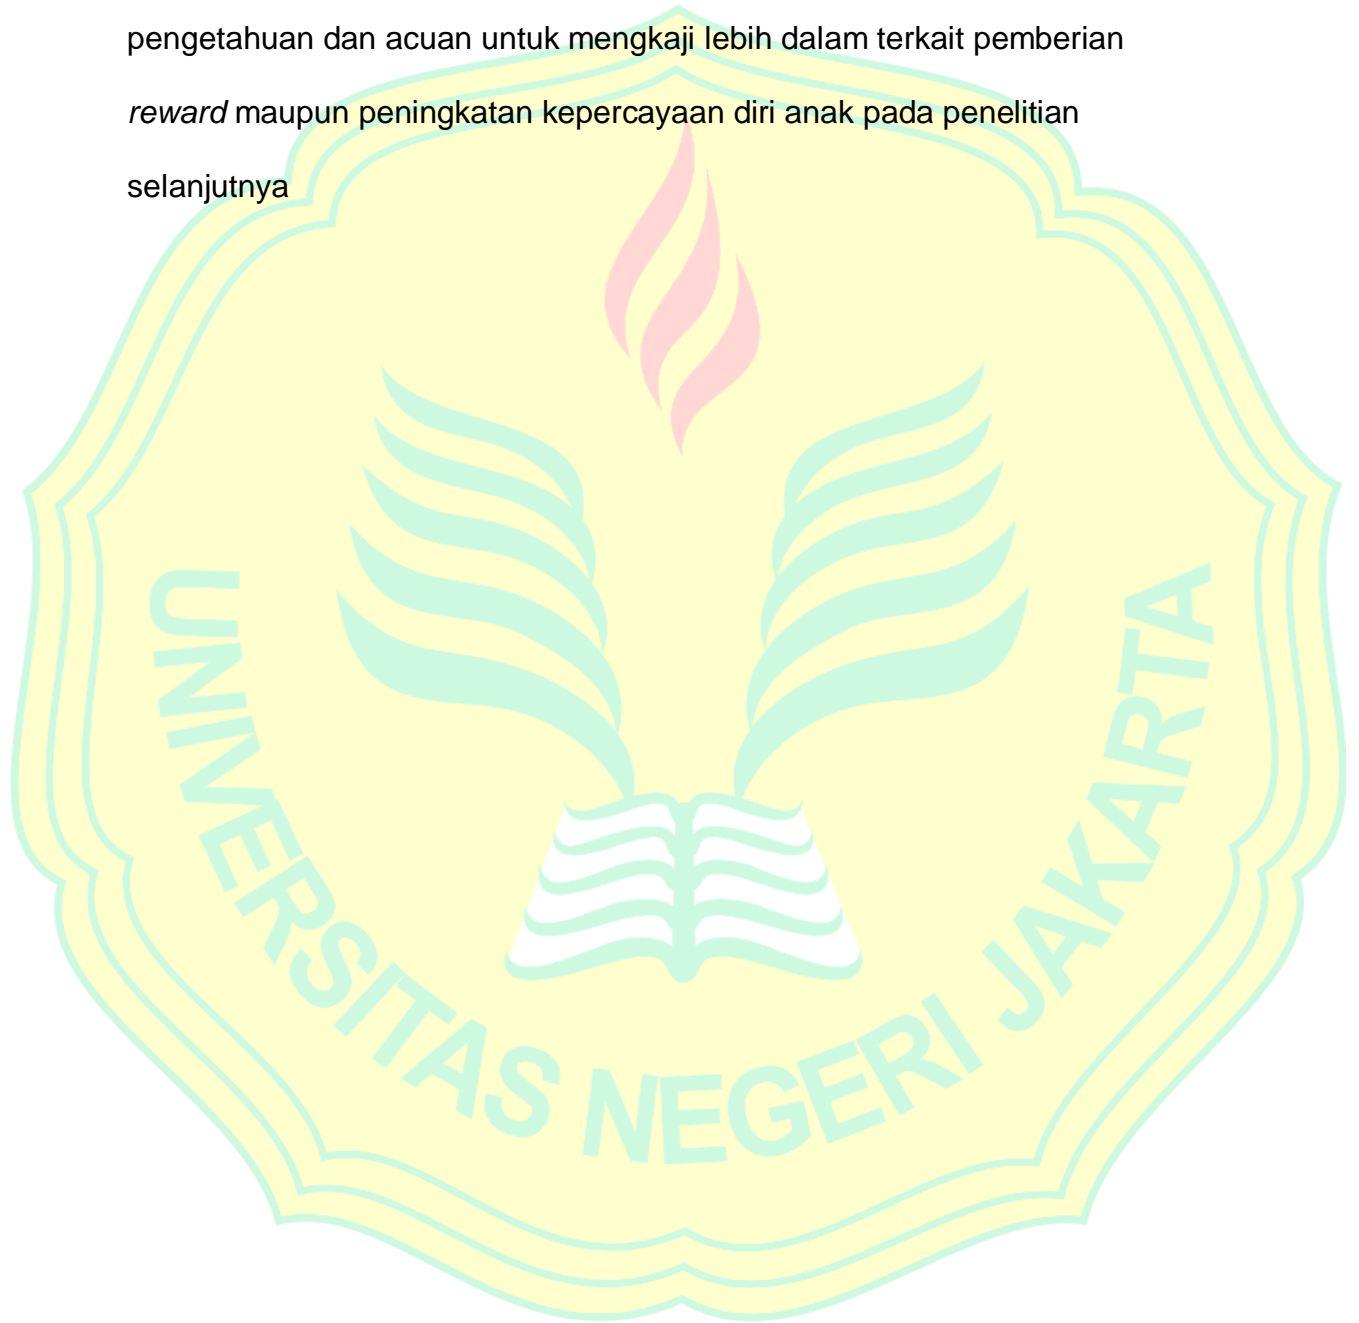 pengetahuan dan acuan untuk mengkaji lebih dalam terkait pemberian
reward maupun peningkatan kepercayaan diri anak pada penelitian
selanjutnya
UNIVERSITAS NEGERI JAKARTA